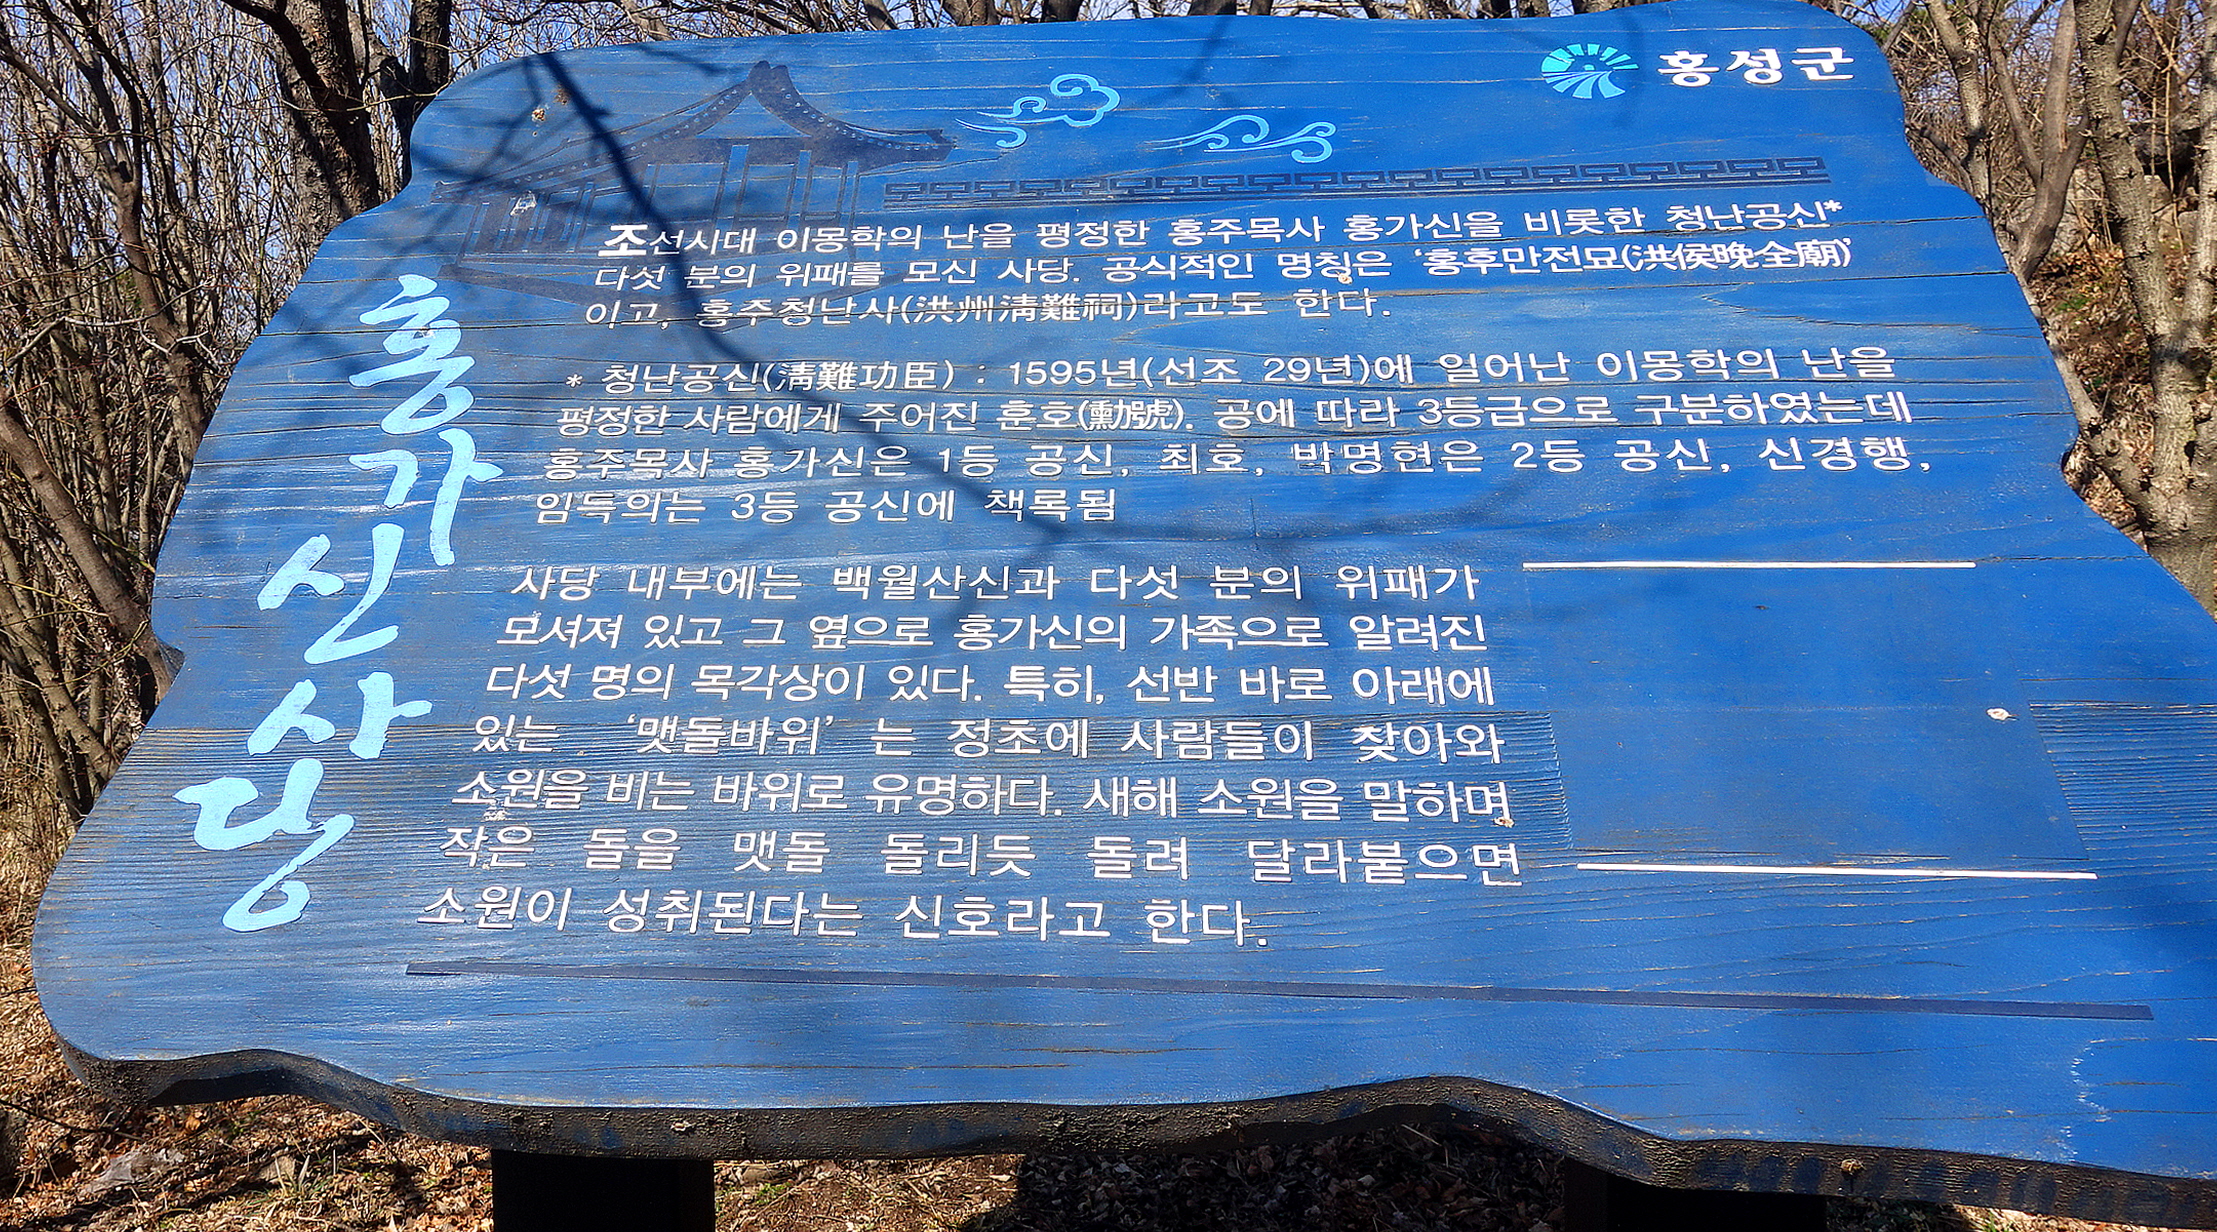 홍성군
홍가신사당
조선시대 이몽학의 난을 평정한 홍주목사 홍가신을 비롯한 청난공신*
다섯 분의 위패를 모신 사당. 공식적인 명칭은 '홍후만전묘(洪侯晩全廟)'
이고, 홍주청난사(洪州淸難祠)라고도 한다.
* 청난공신(淸難功臣) : 1595년(선조 29년)에 일어난 이몽학의 난을
평정한 사람에게 주어진 훈호(勳號). 공에 따라 3등급으로 구분하였는데
홍주목사 홍가신은 1등 공신, 최호, 박명현은 2등 공신, 신경행,
임득의는 3등 공신에 책록됨
사당 내부에는 백월산신과 다섯 분의 위패가
모셔져 있고 그 옆으로 홍가신의 가족으로 알려진
다섯 명의 목각상이 있다. 특히, 선반 바로 아래에
있는 '맷돌바위'는 정초에 사람들이 찾아와
소원을 비는 바위로 유명하다. 새해 소원을 말하며
작은 돌을 맷돌 돌리듯 돌려 달라붙으면
소원이 성취된다는 신호라고 한다.